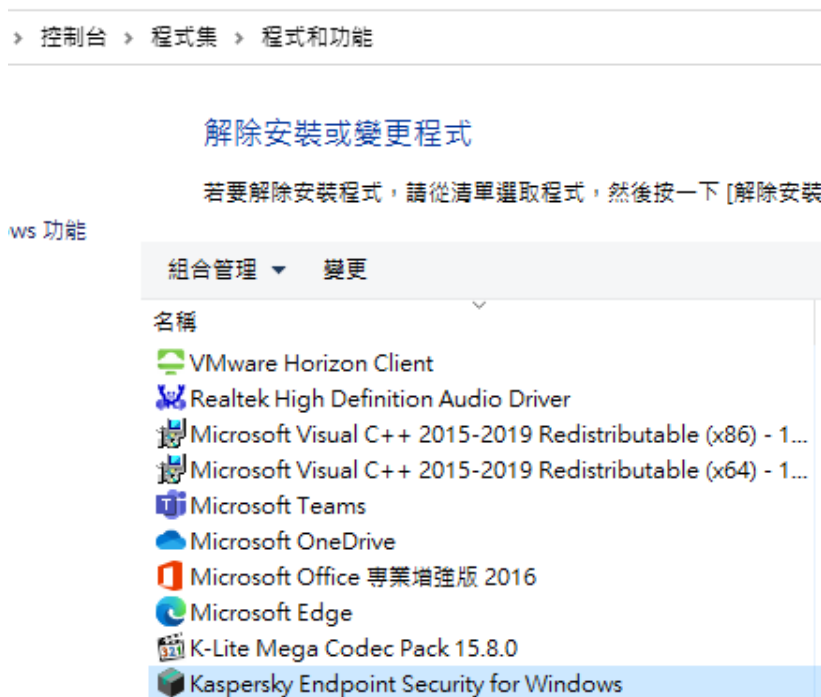 › 控制台 › 程式集 › 程式和功能
解除安裝或變更程式
若要解除安裝程式，請從清單選取程式，然後按一下 [解除安裝
ws 功能
組合管理 變更
名稱
VMware Horizon Client
Realtek High Definition Audio Driver
Microsoft Visual C++ 2015-2019 Redistributable (x86) - 1...
Microsoft Visual C++ 2015-2019 Redistributable (x64) - 1...
Microsoft Teams
Microsoft OneDrive
Microsoft Office 專業增強版 2016
Microsoft Edge
K-Lite Mega Codec Pack 15.8.0
Kaspersky Endpoint Security for Windows